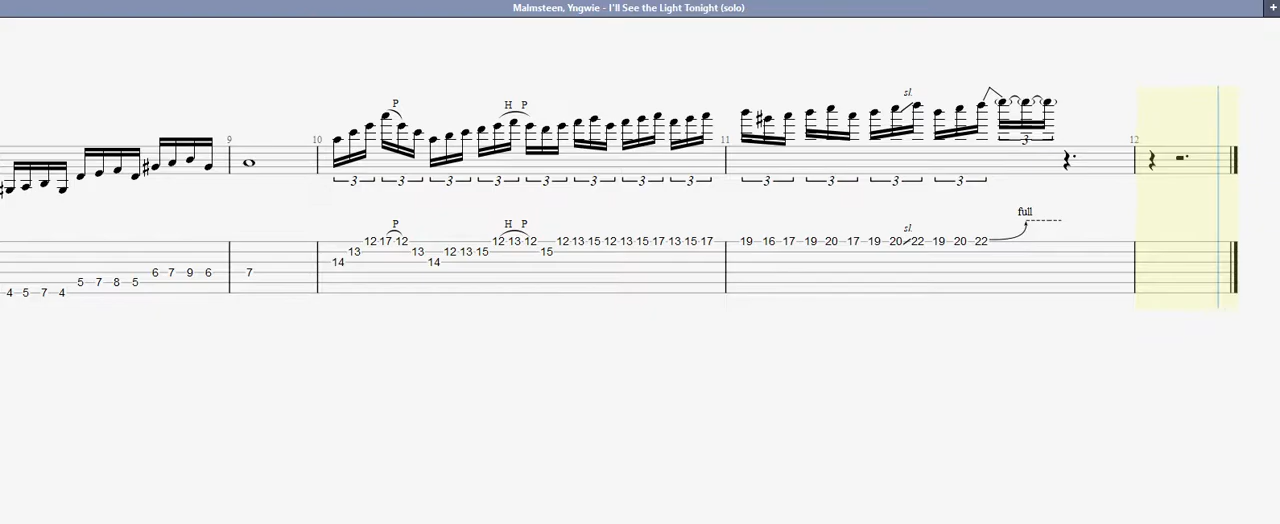 Malmsteen, Yngwie - I'll See the Light Tonight (solo) +
P H P sl.
9 10 11 12
3 3 3 3 3 3 3 3 3 3 3 3 3
full
P H P sl.
12 17 12 12 13 12 12 13 15 12 13 15 17 13 15 17 19 16 17 19 20 17 19 20 22 19 20 22
13 13 12 13 15 15
14 14
6 7 9 6 7
5 7 8 5
4 5 7 4